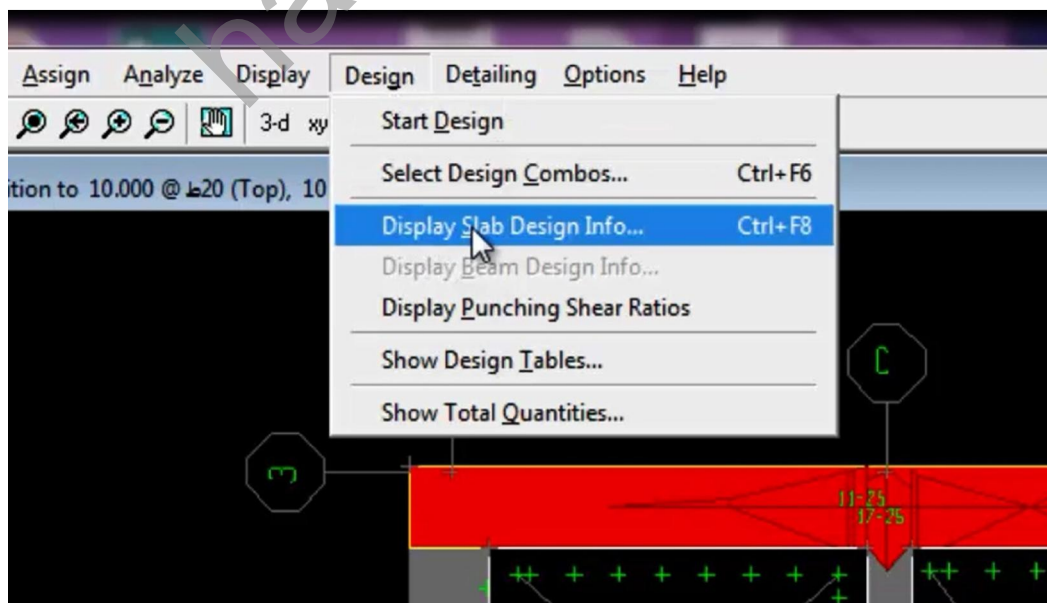 Assign Analyze Display Design Detailing Options Help
3-d xy
ition to 10.000 @ ط20 (Top), 10
Start Design
Select Design Combos... Ctrl+F6
Display Slab Design Info... Ctrl+F8
Display Beam Design Info...
Display Punching Shear Ratios
Show Design Tables...
Show Total Quantities...
C
3
11-25
17-25